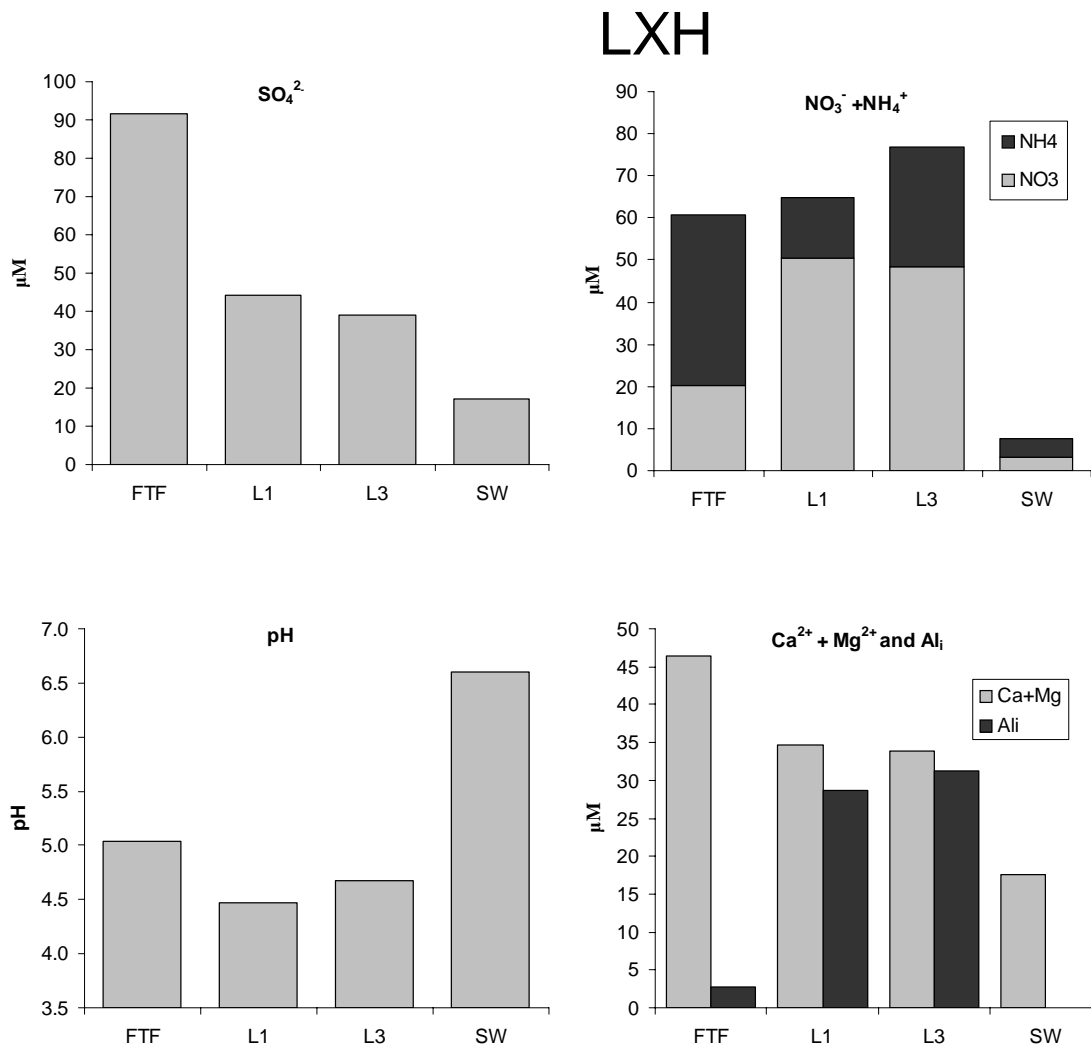 LXH
SO₄²⁻
100
90
80
70
60
50
40
30
20
10
0
µM
FTF L1 L3 SW
NO₃⁻ +NH₄⁺
90
80
70
60
50
40
30
20
10
0
µM
NH4
NO3
FTF L1 L3 SW
pH
7.0
6.5
6.0
5.5
5.0
4.5
4.0
3.5
pH
FTF L1 L3 SW
Ca²⁺ + Mg²⁺ and Alᵢ
50
45
40
35
30
25
20
15
10
5
0
µM
Ca+Mg
Ali
FTF L1 L3 SW